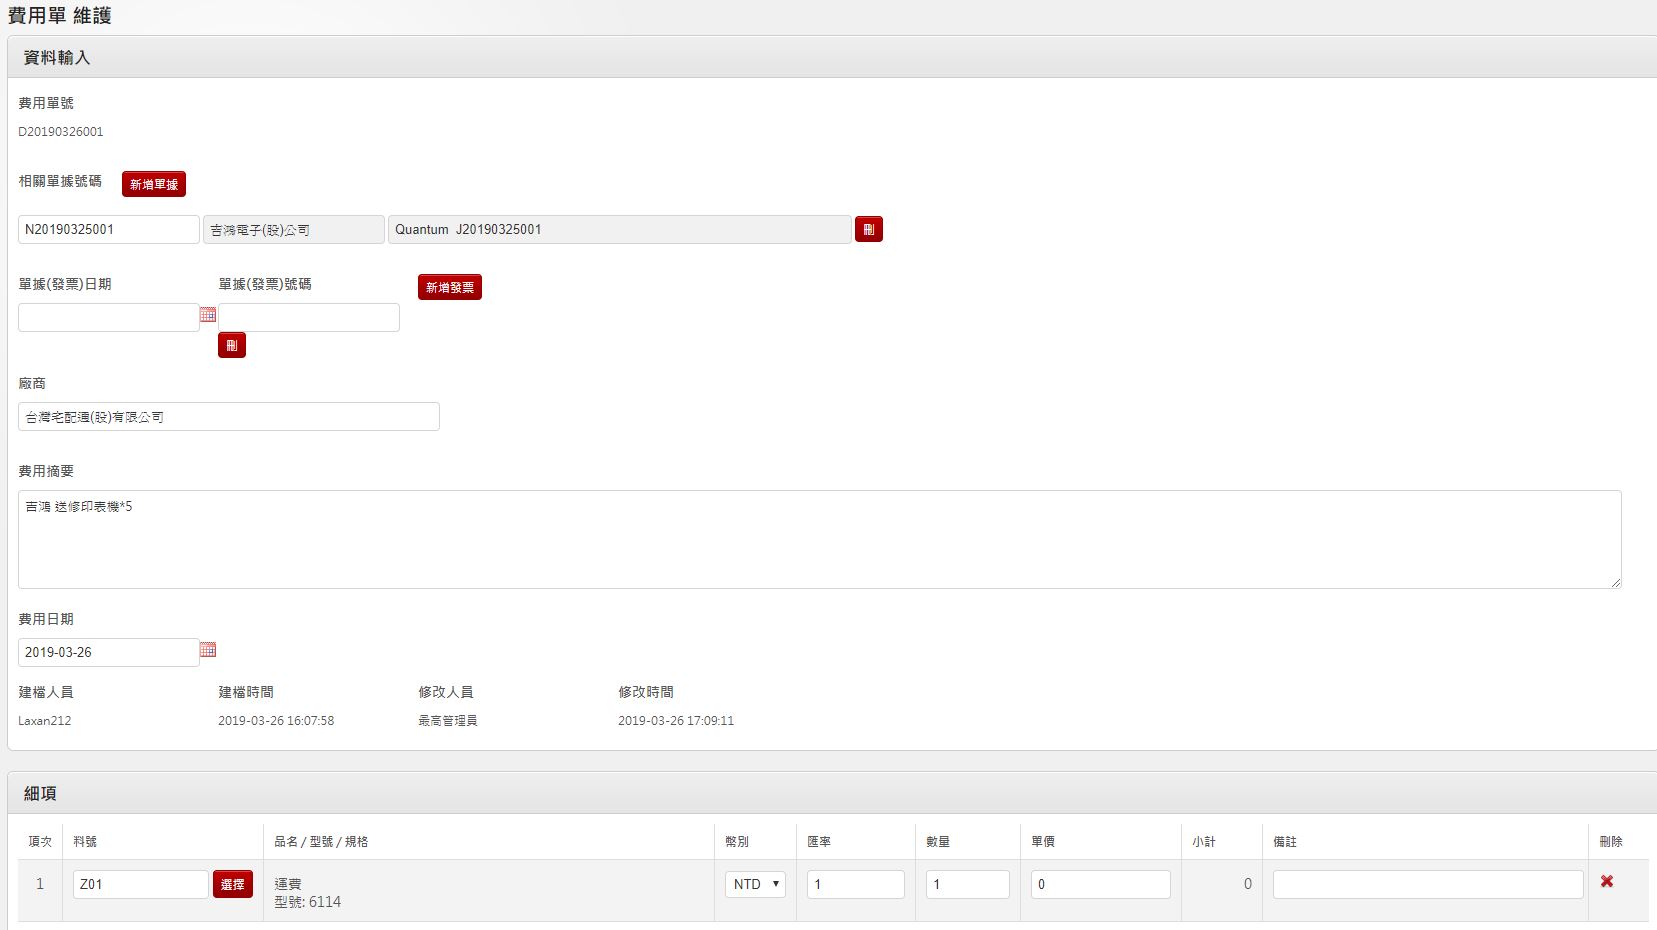 費用單 維護
資料輸入
費用單號
D20190326001
相關單據號碼 新增單據
N20190325001 吉鴻電子(股)公司 Quantum J20190325001 刪
單據(發票)日期 單據(發票)號碼 新增發票
刪
廠商
台灣宅配通(股)有限公司
費用摘要
吉鴻 送修印表機*5
費用日期
2019-03-26
建檔人員 建檔時間 修改人員 修改時間
Laxan212 2019-03-26 16:07:58 最高管理員 2019-03-26 17:09:11
細項
項次 料號 品名 / 型號 / 規格 幣別 匯率 數量 單價 小計 備註 刪除
1 Z01 選擇 運費 NTD 1 1 0 0
型號: 6114